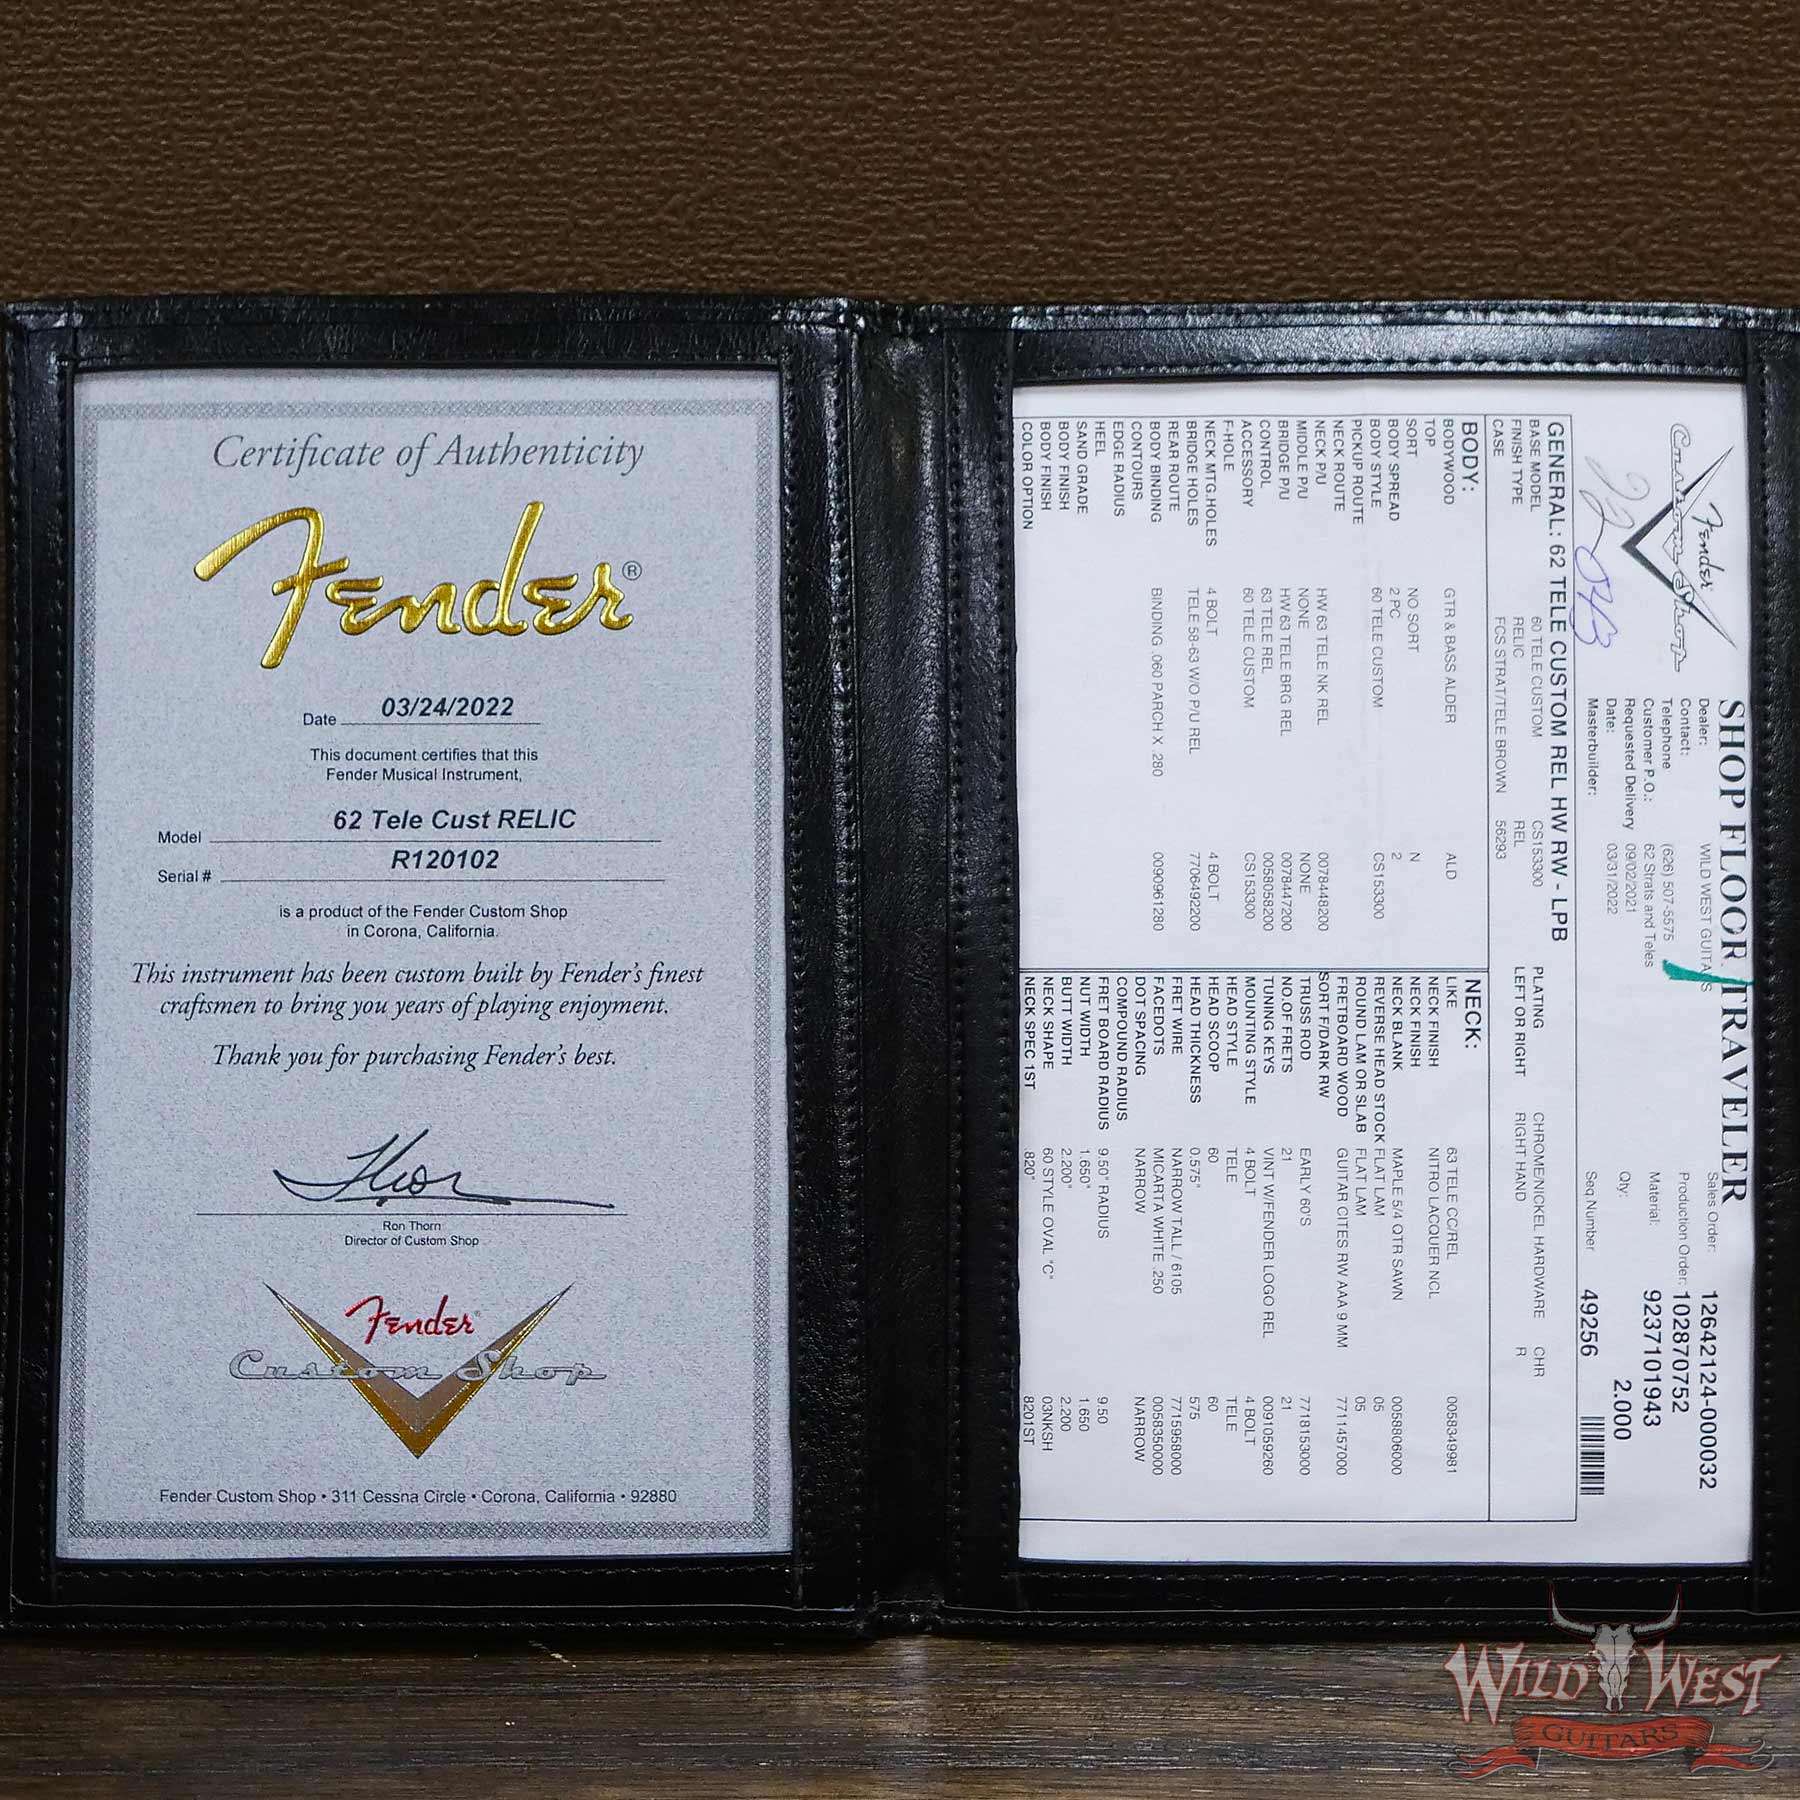 Certificate of Authenticity
Fender®
Date 03/24/2022
This document certifies that this
Fender Musical Instrument,
Model 62 Tele Cust RELIC
Serial # R120102
is a product of the Fender Custom Shop
in Corona, California.
This instrument has been custom built by Fender's finest
craftsmen to bring you years of playing enjoyment.
Thank you for purchasing Fender's best.
Ron Thorn
Director of Custom Shop
Fender
Custom Shop
Fender Custom Shop • 311 Cessna Circle • Corona, California • 92880
Fender
Custom Shop
SHOP FLOOR TRAVELER
Dealer: WILD WEST GUITARS
Contact:
Telephone (626) 507-5575
Customer P.O.: 62 Strats and Teles
Requested Delivery 09/02/2021
Date: 03/31/2022
Masterbuilder:
Sales Order: 12642124-000032
Production Order: 102870752
Material: 9237101943
Qty: 2.000
Seq Number 49256
GENERAL: 62 TELE CUSTOM REL HW RW - LPB
BASE MODEL 60 TELE CUSTOM CS153300 PLATING CHROME/NICKEL HARDWARE CHR
FINISH TYPE RELIC REL LEFT OR RIGHT RIGHT HAND R
CASE FCS STRAT/TELE BROWN 56293
BODY:
BODYWOOD GTR & BASS ALDER ALD
TOP
SORT NO SORT N
BODY SPREAD 2 PC 2
BODY STYLE 60 TELE CUSTOM CS153300
PICKUP ROUTE
NECK ROUTE
NECK P/U HW 63 TELE NK REL 0078448200
MIDDLE P/U NONE NONE
BRIDGE P/U HW 63 TELE BRG REL 0078447200
CONTROL 63 TELE REL 0058058200
ACCESSORY 60 TELE CUSTOM CS153300
F-HOLE
NECK MTG.HOLES 4 BOLT 4 BOLT
BRIDGE HOLES TELE 58-63 W/O P/U REL 7706492200
REAR ROUTE
BODY BINDING BINDING .060 PARCH X .280 0090961280
CONTOURS
EDGE RADIUS
HEEL
SAND GRADE
BODY FINISH
BODY FINISH
COLOR OPTION
NECK:
LIKE 63 TELE CC/REL 0058349981
NECK FINISH NITRO LACQUER NCL
NECK FINISH
NECK BLANK MAPLE 5/4 QTR SAWN 0058806000
REVERSE HEAD STOCK FLAT LAM 05
ROUND LAM OR SLAB FLAT LAM 05
FRETBOARD WOOD GUITAR CITES RW AAA 9 MM 7711457000
SORT F/DARK RW
TRUSS ROD EARLY 60'S 7718153000
NO.OF FRETS 21 21
TUNING KEYS VINT W/FENDER LOGO REL 0091059260
MOUNTING STYLE 4 BOLT 4 BOLT
HEAD STYLE TELE TELE
HEAD SCOOP 60 60
HEAD THICKNESS 0.575" 575
FRET WIRE NARROW TALL / 6105 7715958000
FACEDOTS MICARTA WHITE .250 0058350000
DOT SPACING NARROW NARROW
COMPOUND RADIUS
FRET BOARD RADIUS 9.50" RADIUS 9.50
NUT WIDTH 1.650" 1.650
BUTT WIDTH 2.200" 2.200
NECK SHAPE 60 STYLE OVAL "C" 03NKSH
NECK SPEC 1ST .820" 8201ST
WILD WEST
GUITARS